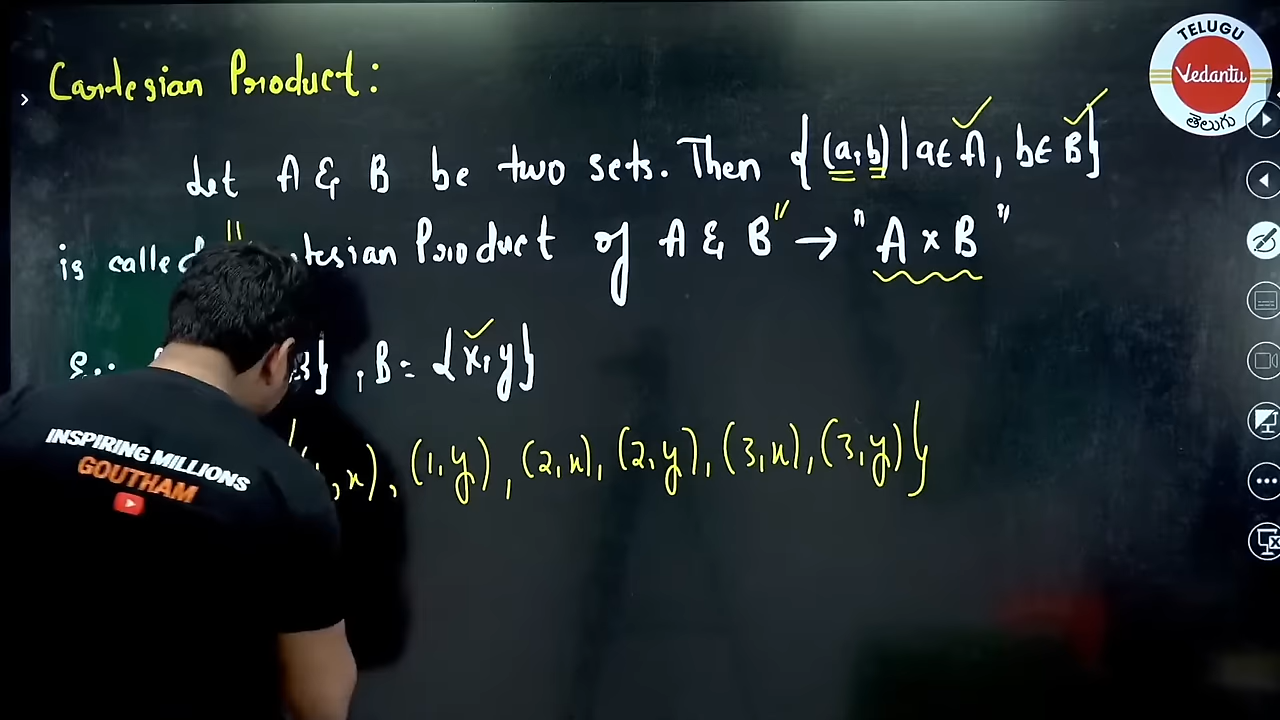 Cartesian Product:
TELUGU
Vedantu
తెలుగు
Let A & B be two sets. Then {(a,b) | a∈A, b∈B}
is called "Cartesian Product of A & B" → "A × B"
3} , B = {x, y}
, x), (1, y), (2, x), (2, y), (3, x), (3, y)}
INSPIRING MILLIONS
GOUTHAM